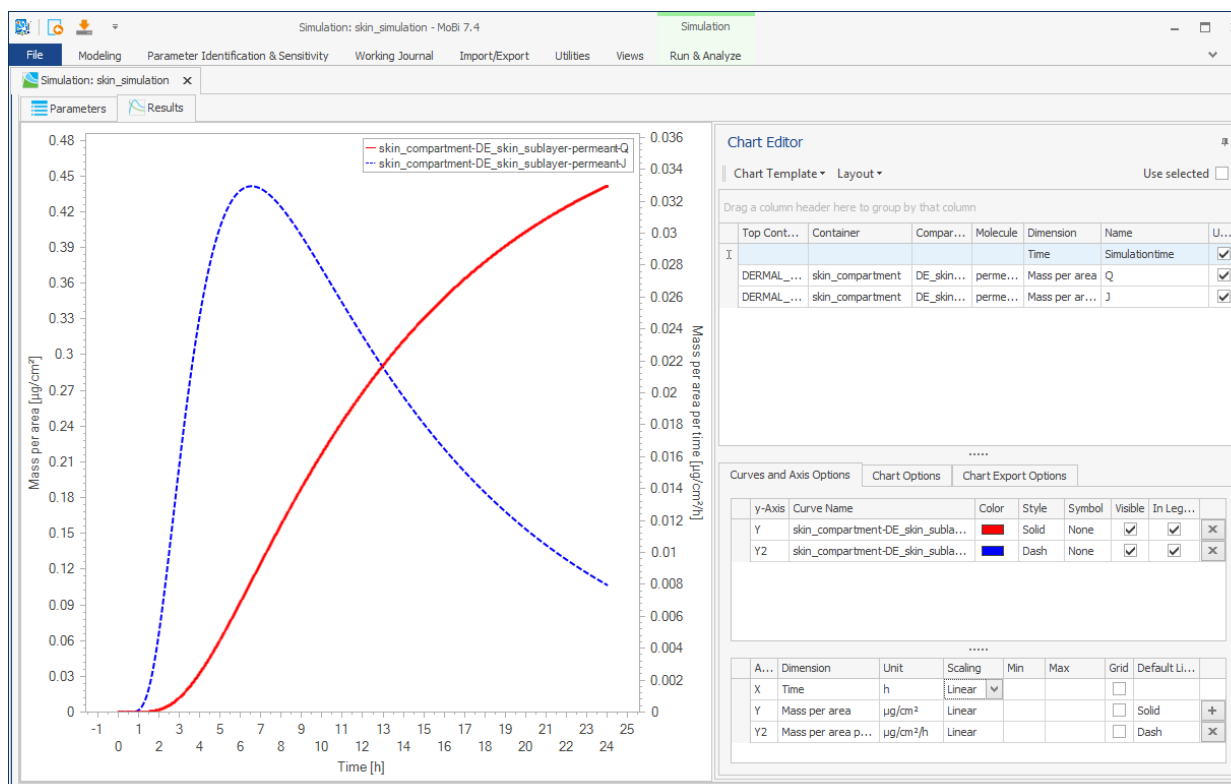 Simulation: skin_simulation - MoBi 7.4
Simulation
File Modeling Parameter Identification & Sensitivity Working Journal Import/Export Utilities Views Run & Analyze
Simulation: skin_simulation
Parameters Results
0.48
0.45
0.42
0.39
0.36
0.33
0.3
0.27
0.24
0.21
0.18
0.15
0.12
0.09
0.06
0.03
0
Mass per area [µg/cm²]
skin_compartment-DE_skin_sublayer-permeant-Q
skin_compartment-DE_skin_sublayer-permeant-J
0.036
0.034
0.032
0.03
0.028
0.026
0.024
0.022
0.02
0.018
0.016
0.014
0.012
0.01
0.008
0.006
0.004
0.002
0
Mass per area per time [µg/cm²/h]
-1 1 3 5 7 9 11 13 15 17 19 21 23 25
0 2 4 6 8 10 12 14 16 18 20 22 24
Time [h]
Chart Editor
Chart Template Layout Use selected
Drag a column header here to group by that column
Top Cont... Container Compar... Molecule Dimension Name U...
Time Simulationtime
DERMAL_... skin_compartment DE_skin... perme... Mass per area Q
DERMAL_... skin_compartment DE_skin... perme... Mass per ar... J
Curves and Axis Options Chart Options Chart Export Options
y-Axis Curve Name Color Style Symbol Visible In Leg...
Y skin_compartment-DE_skin_subla... Solid None
Y2 skin_compartment-DE_skin_subla... Dash None
A... Dimension Unit Scaling Min Max Grid Default Li...
X Time h Linear
Y Mass per area µg/cm² Linear Solid
Y2 Mass per area p... µg/cm²/h Linear Dash